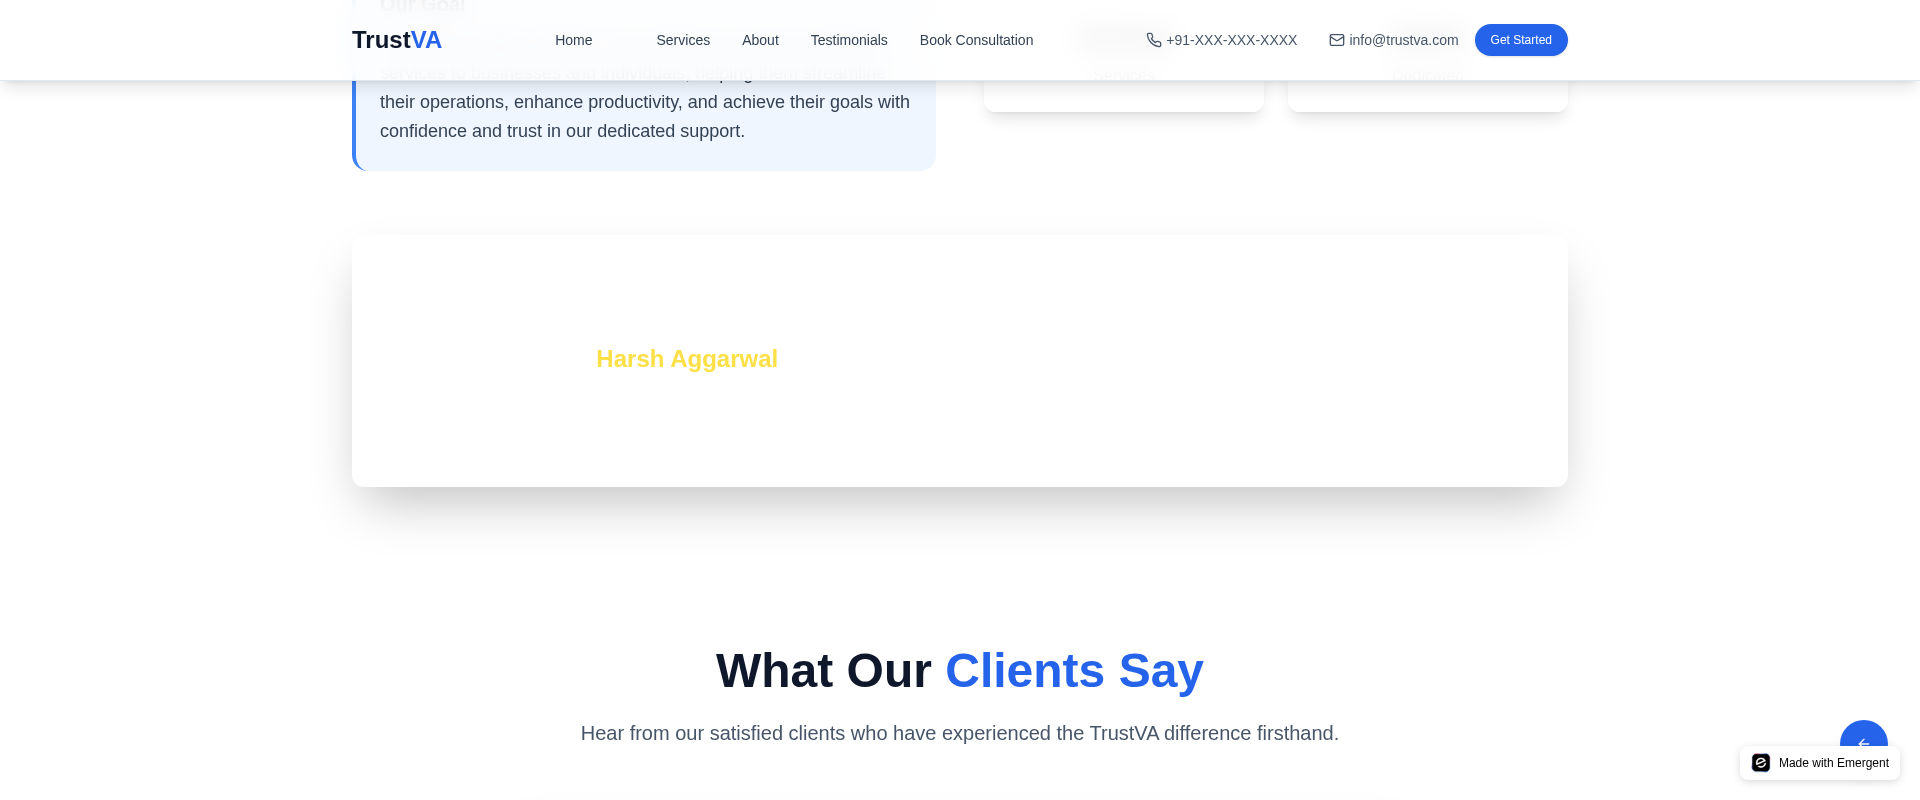 Our Goal
TrustVA
Home
Services
About
Testimonials
Book Consultation
+91-XXX-XXX-XXXX
info@trustva.com
Get Started
services to businesses and individuals, helping them streamline
their operations, enhance productivity, and achieve their goals with
confidence and trust in our dedicated support.
Services
Dedicated
Harsh Aggarwal
What Our Clients Say
Hear from our satisfied clients who have experienced the TrustVA difference firsthand.
Made with Emergent